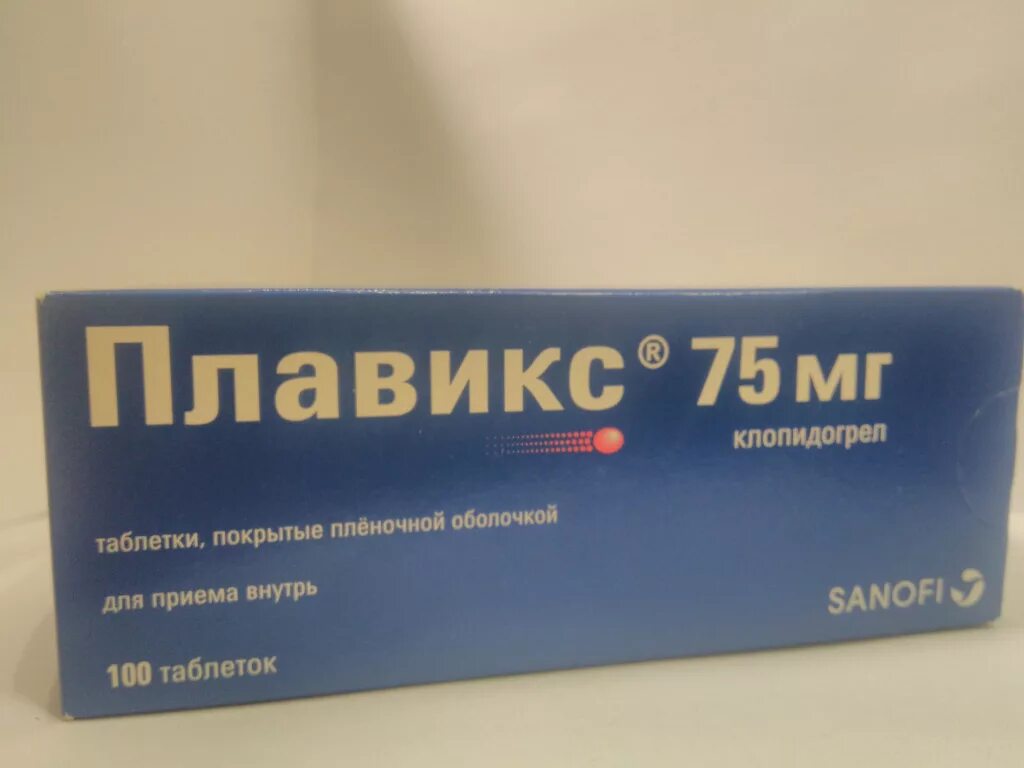 Плавикс® 75 мг
клопидогрел
таблетки, покрытые плёночной оболочкой
для приема внутрь
SANOFI
100 таблеток